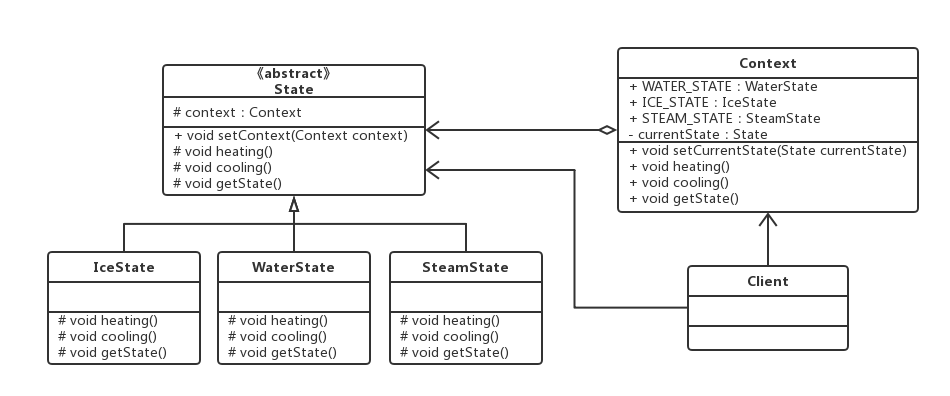 《abstract》
State
# context : Context
+ void setContext(Context context)
# void heating()
# void cooling()
# void getState()
Context
+ WATER_STATE : WaterState
+ ICE_STATE : IceState
+ STEAM_STATE : SteamState
- currentState : State
+ void setCurrentState(State currentState)
+ void heating()
+ void cooling()
+ void getState()
IceState
# void heating()
# void cooling()
# void getState()
WaterState
# void heating()
# void cooling()
# void getState()
SteamState
# void heating()
# void cooling()
# void getState()
Client